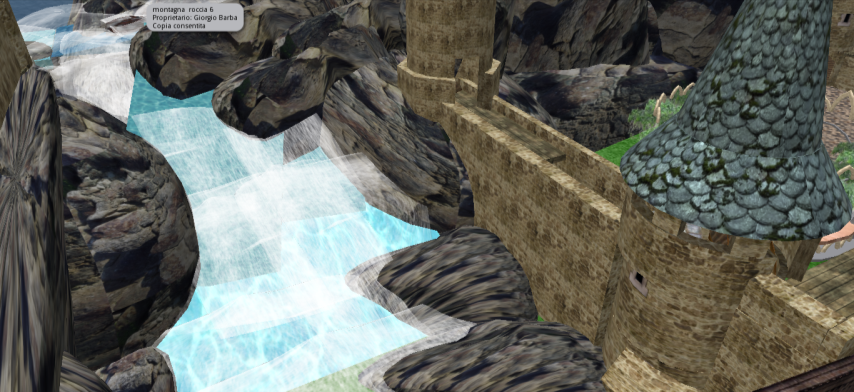 montagna roccia 6
Proprietario: Giorgio Barba
Copia consentita